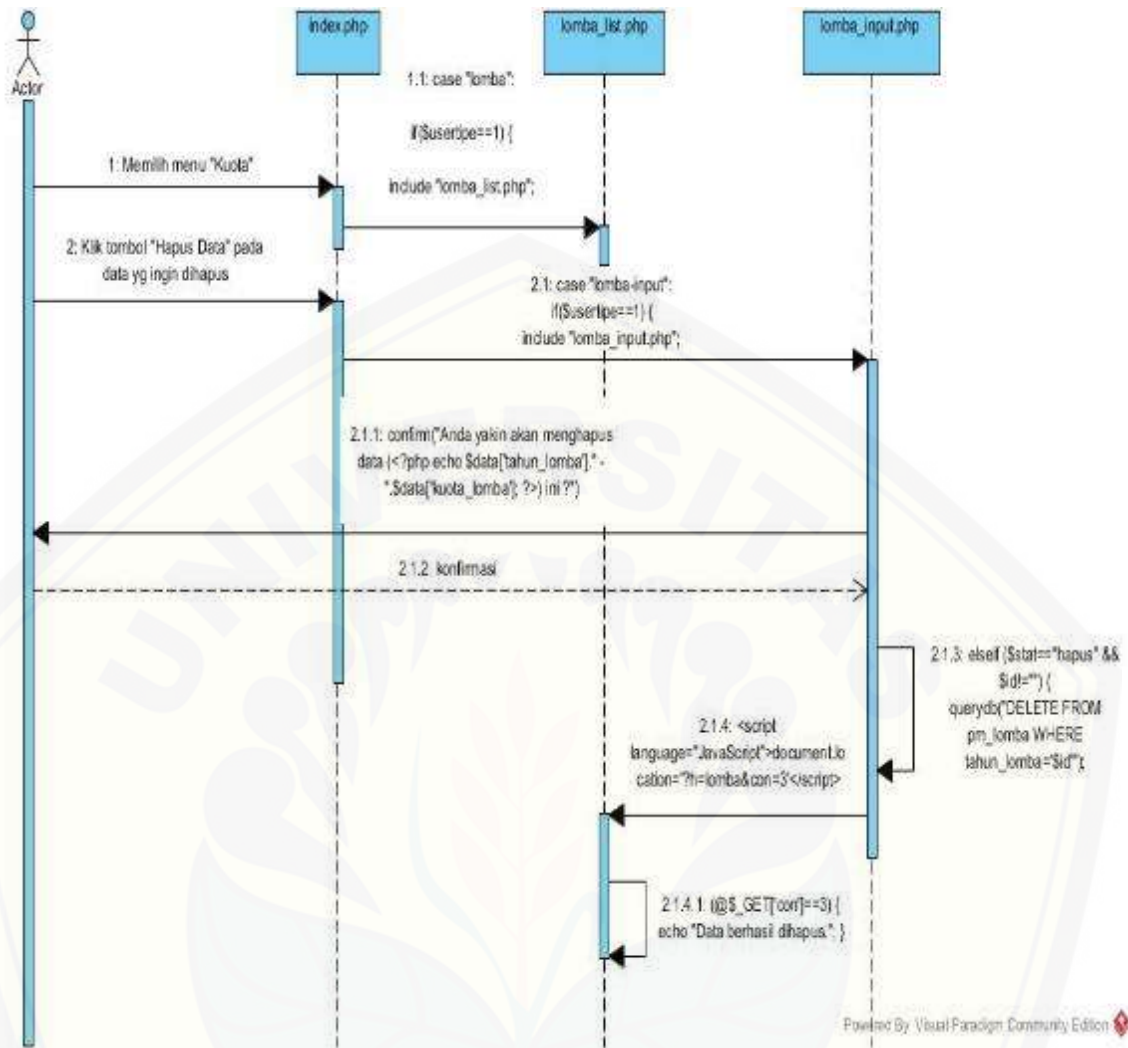 index.php
lomba_list.php
lomba_input.php
Actor
1.1: case "lomba":
if($usertipe==1) {
include "lomba_list.php";
1: Memilih menu "Kuota"
2: Klik tombol "Hapus Data" pada
data yg ingin dihapus
2.1: case "lomba-input":
if($usertipe==1) {
include "lomba_input.php";
2.1.1: confirm("Anda yakin akan menghapus
data (<?php echo $data['tahun_lomba']." -
".$data['kuota_lomba']; ?>) ini ?")
2.1.2: konfirmasi
2.1.3: elseif ($stat=="hapus" &&
$id!="") {
querydb("DELETE FROM
pm_lomba WHERE
tahun_lomba='$id'");
2.1.4: <script
language="JavaScript">document.lo
cation='?h=lomba&con=3'</script>
2.1.4.1: (@$_GET['con']==3) {
echo "Data berhasil dihapus."; }
UNIVERSITAS
Powered By Visual Paradigm Community Edition